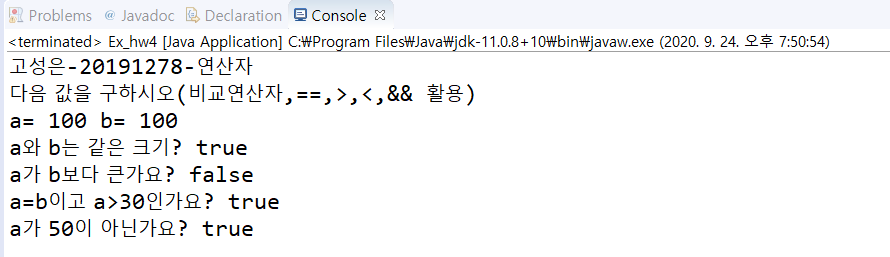 Problems @ Javadoc Declaration Console
<terminated> Ex_hw4 [Java Application] C:₩Program Files₩Java₩jdk-11.0.8+10₩bin₩javaw.exe (2020. 9. 24. 오후 7:50:54)
고성은-20191278-연산자
다음 값을 구하시오(비교연산자,==,>,<,&& 활용)
a= 100 b= 100
a와 b는 같은 크기? true
a가 b보다 큰가요? false
a=b이고 a>30인가요? true
a가 50이 아닌가요? true